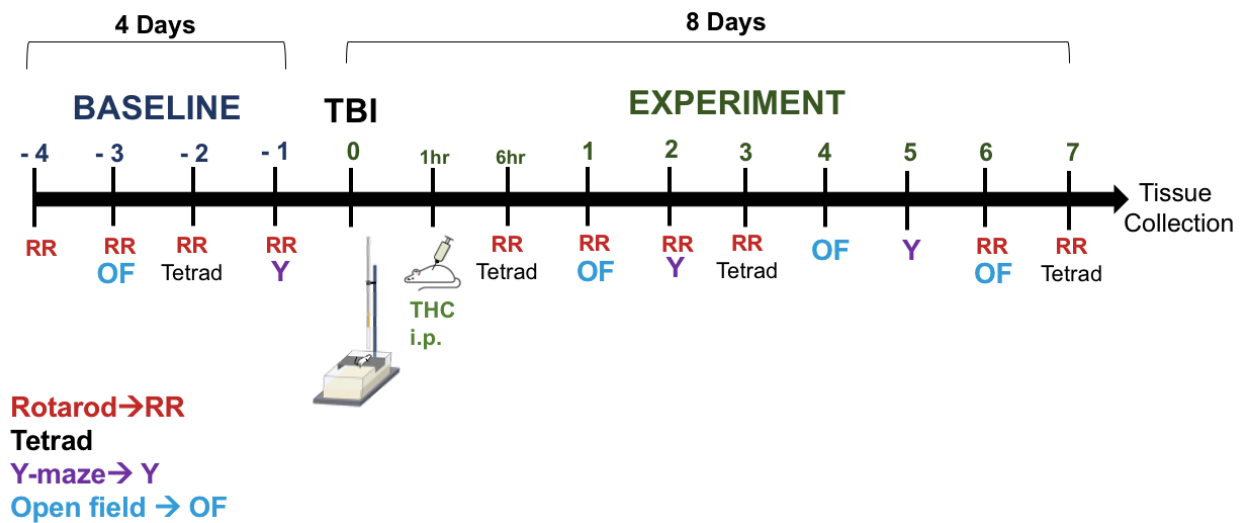 4 Days
8 Days
BASELINE
TBI
EXPERIMENT
- 4 - 3 - 2 - 1 0 1hr 6hr 1 2 3 4 5 6 7
Tissue
Collection
RR RR RR RR RR RR RR RR OF Y RR RR
OF Tetrad Y Tetrad OF Y Tetrad OF Tetrad
THC
i.p.
Rotarod→RR
Tetrad
Y-maze→ Y
Open field → OF